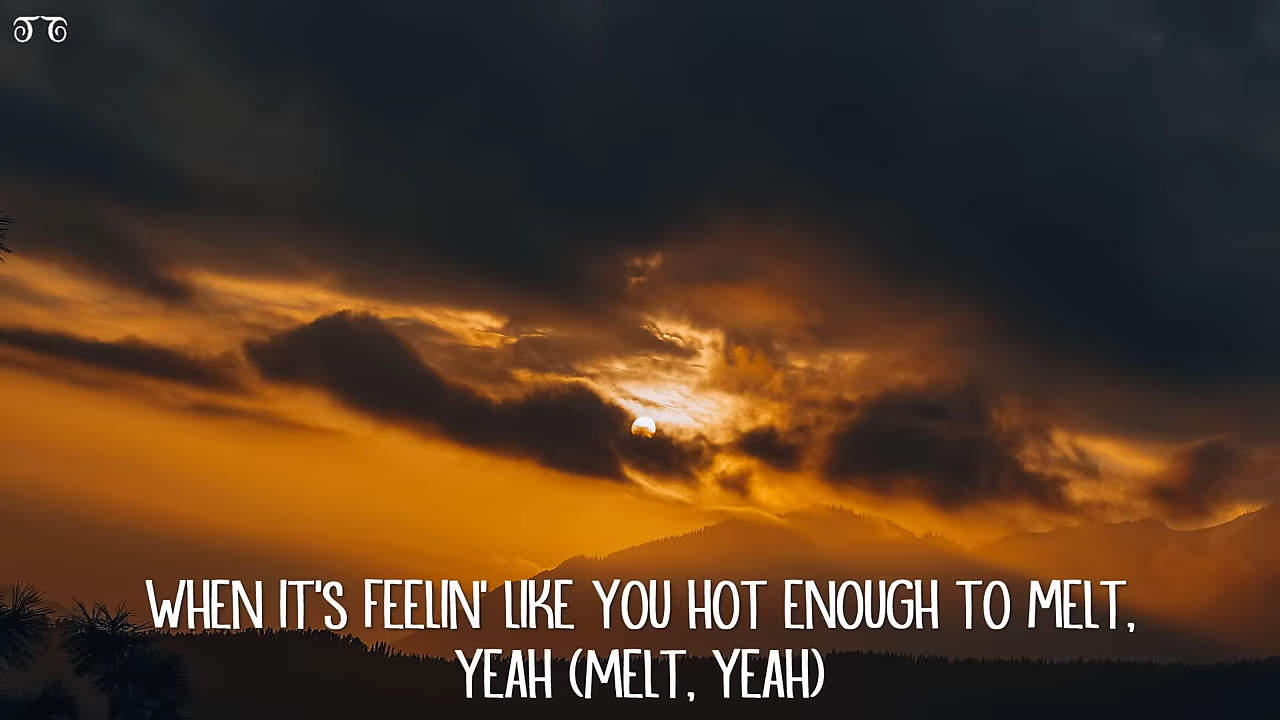 WHEN IT'S FEELIN' LIKE YOU HOT ENOUGH TO MELT,
YEAH (MELT, YEAH)